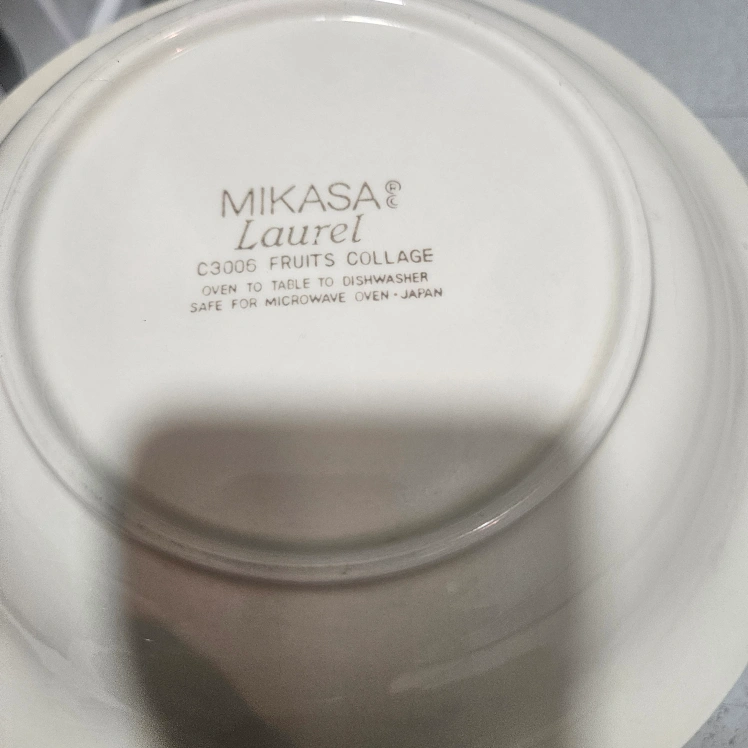 MIKASA®©
Laurel
C3006 FRUITS COLLAGE
OVEN TO TABLE TO DISHWASHER
SAFE FOR MICROWAVE OVEN · JAPAN